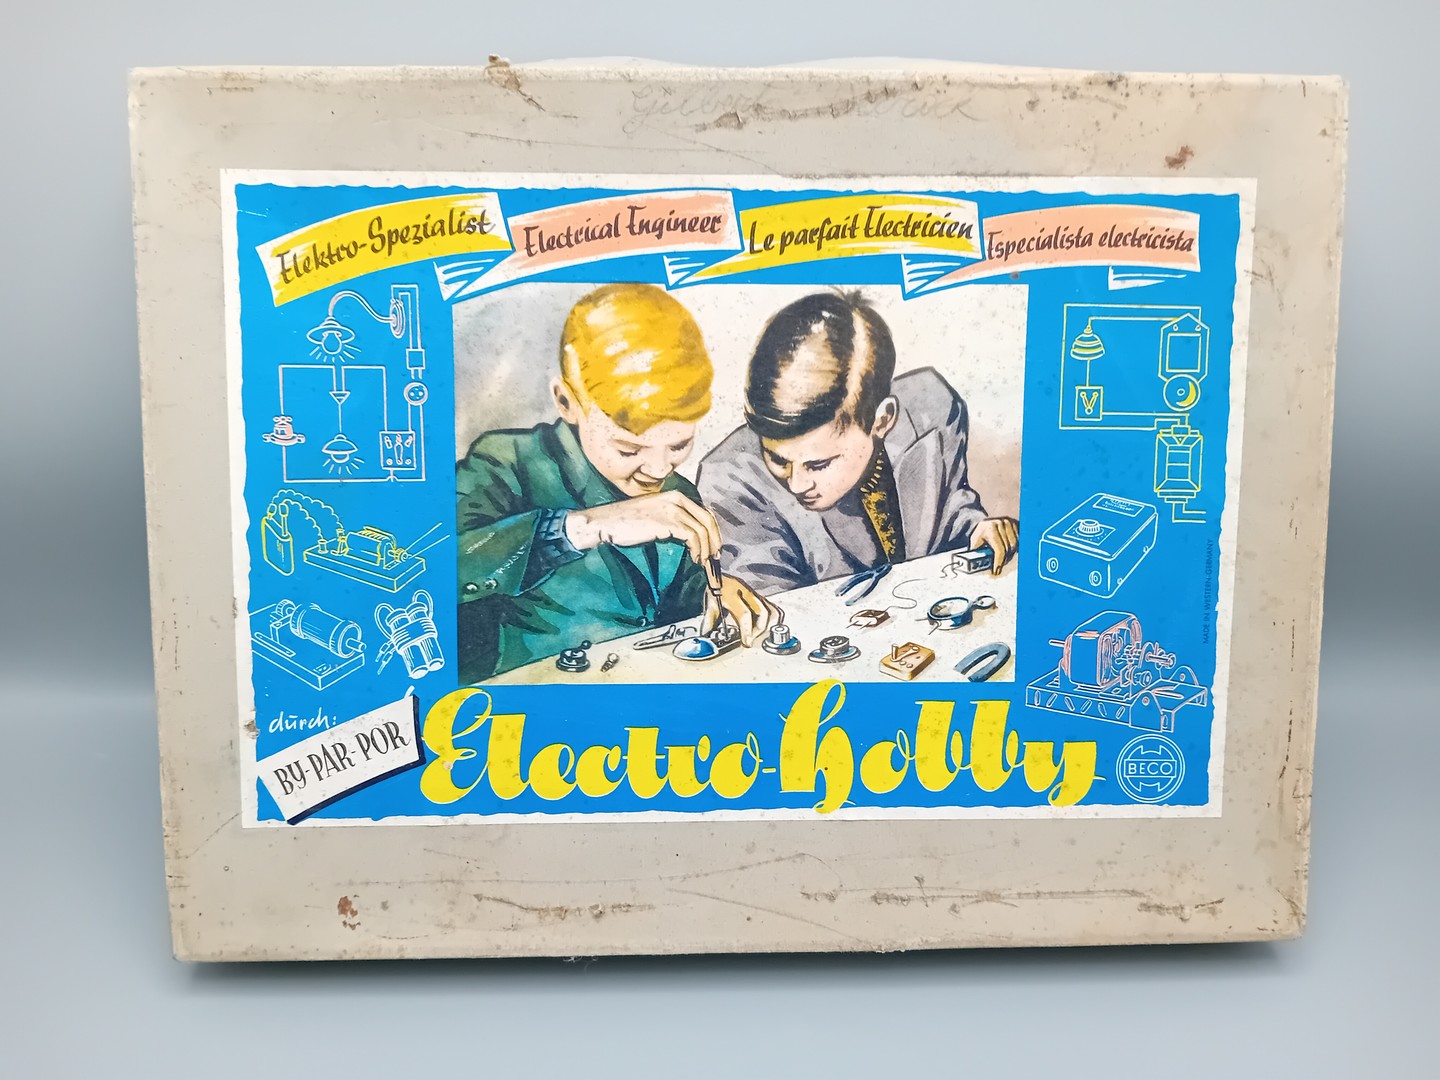 Elektro-Spezialist
Electrical Engineer
Le parfait Electricien
Especialista electricista
MADE IN WESTERN GERMANY
dŭrch:
BY-PAR-POR
Electro-hobby
BECO